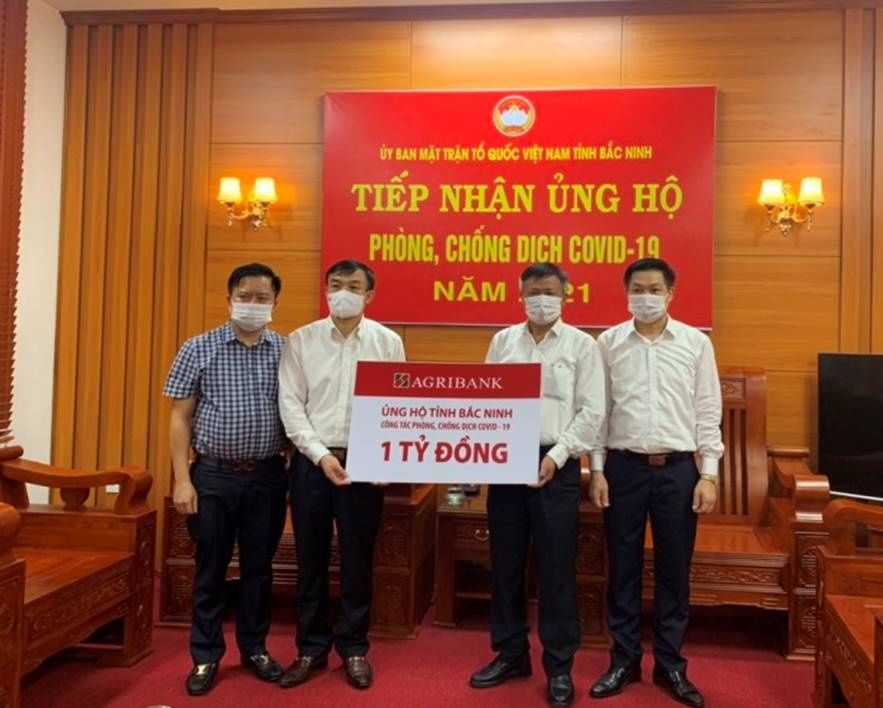 ỦY BAN MẶT TRẬN TỔ QUỐC VIỆT NAM TỈNH BẮC NINH
TIẾP NHẬN ỦNG HỘ
PHÒNG, CHỐNG DỊCH COVID-19
NĂM 21
AGRIBANK
ỦNG HỘ TỈNH BẮC NINH
CÔNG TÁC PHÒNG, CHỐNG DỊCH COVID - 19
1 TỶ ĐỒNG